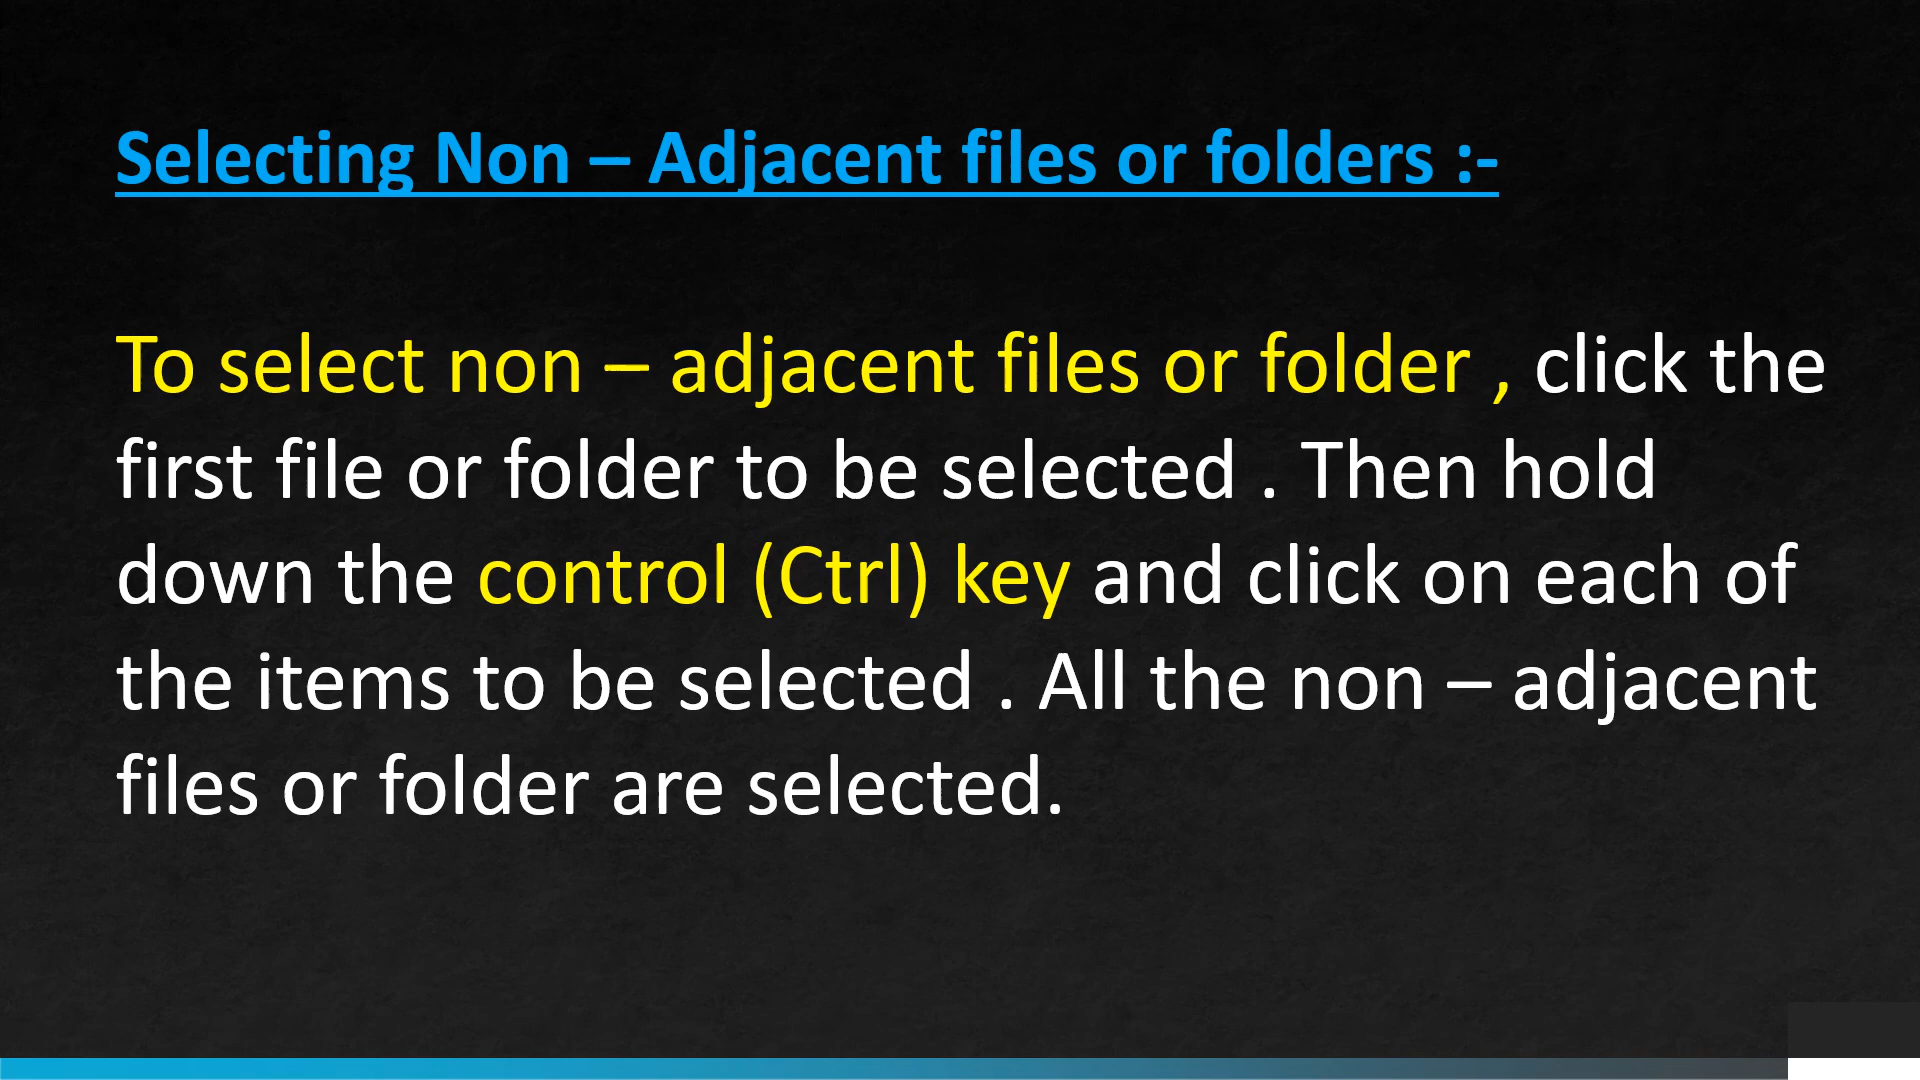 Selecting Non – Adjacent files or folders :-
To select non – adjacent files or folder , click the
first file or folder to be selected . Then hold
down the control (Ctrl) key and click on each of
the items to be selected . All the non – adjacent
files or folder are selected.